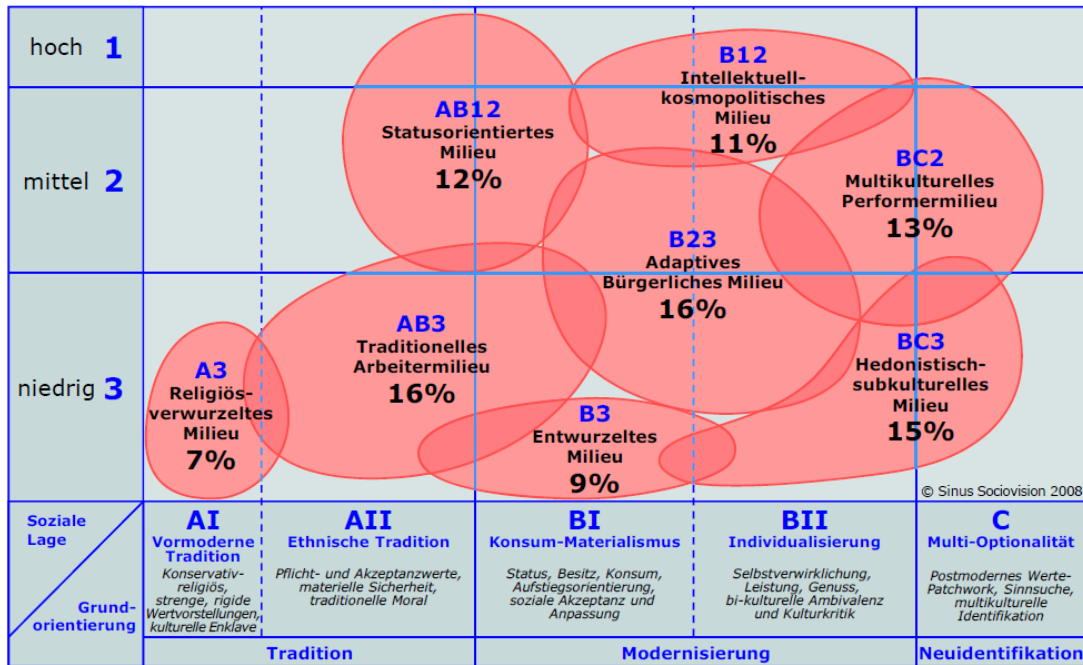 hoch 1
mittel 2
niedrig 3
B12
Intellektuell-
kosmopolitisches
Milieu
11%
AB12
Statusorientiertes
Milieu
12%
BC2
Multikulturelles
Performermilieu
13%
B23
Adaptives
Bürgerliches Milieu
16%
AB3
Traditionelles
Arbeitermilieu
16%
A3
Religiös-
verwurzeltes
Milieu
7%
BC3
Hedonistisch-
subkulturelles
Milieu
15%
B3
Entwurzeltes
Milieu
9%
© Sinus Sociovision 2008
Soziale
Lage
Grund-
orientierung
AI
Vormoderne
Tradition
Konservativ-
religiös,
strenge, rigide
Wertvorstellungen,
kulturelle Enklave
AII
Ethnische Tradition
Pflicht- und Akzeptanzwerte,
materielle Sicherheit,
traditionelle Moral
BI
Konsum-Materialismus
Status, Besitz, Konsum,
Aufstiegsorientierung,
soziale Akzeptanz und
Anpassung
BII
Individualisierung
Selbstverwirklichung,
Leistung, Genuss,
bi-kulturelle Ambivalenz
und Kulturkritik
C
Multi-Optionalität
Postmodernes Werte-
Patchwork, Sinnsuche,
multikulturelle
Identifikation
Tradition
Modernisierung
Neuidentifikation